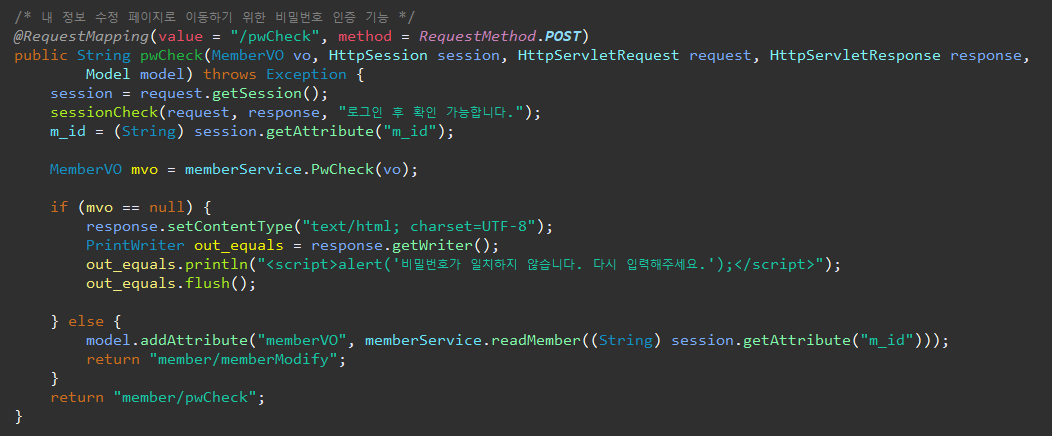 /* 내 정보 수정 페이지로 이동하기 위한 비밀번호 인증 기능 */
@RequestMapping(value = "/pwCheck", method = RequestMethod.POST)
public String pwCheck(MemberVO vo, HttpSession session, HttpServletRequest request, HttpServletResponse response,
        Model model) throws Exception {
    session = request.getSession();
    sessionCheck(request, response, "로그인 후 확인 가능합니다.");
    m_id = (String) session.getAttribute("m_id");

    MemberVO mvo = memberService.PwCheck(vo);

    if (mvo == null) {
        response.setContentType("text/html; charset=UTF-8");
        PrintWriter out_equals = response.getWriter();
        out_equals.println("<script>alert('비밀번호가 일치하지 않습니다. 다시 입력해주세요.');</script>");
        out_equals.flush();

    } else {
        model.addAttribute("memberVO", memberService.readMember((String) session.getAttribute("m_id")));
        return "member/memberModify";
    }
    return "member/pwCheck";
}